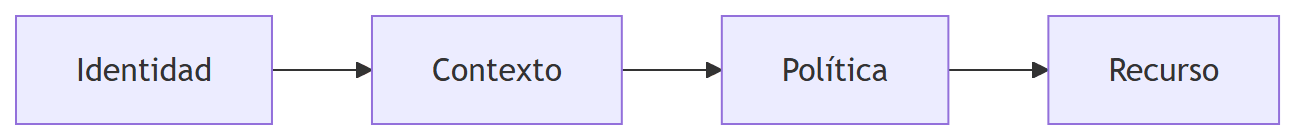 Identidad
Contexto
Política
Recurso